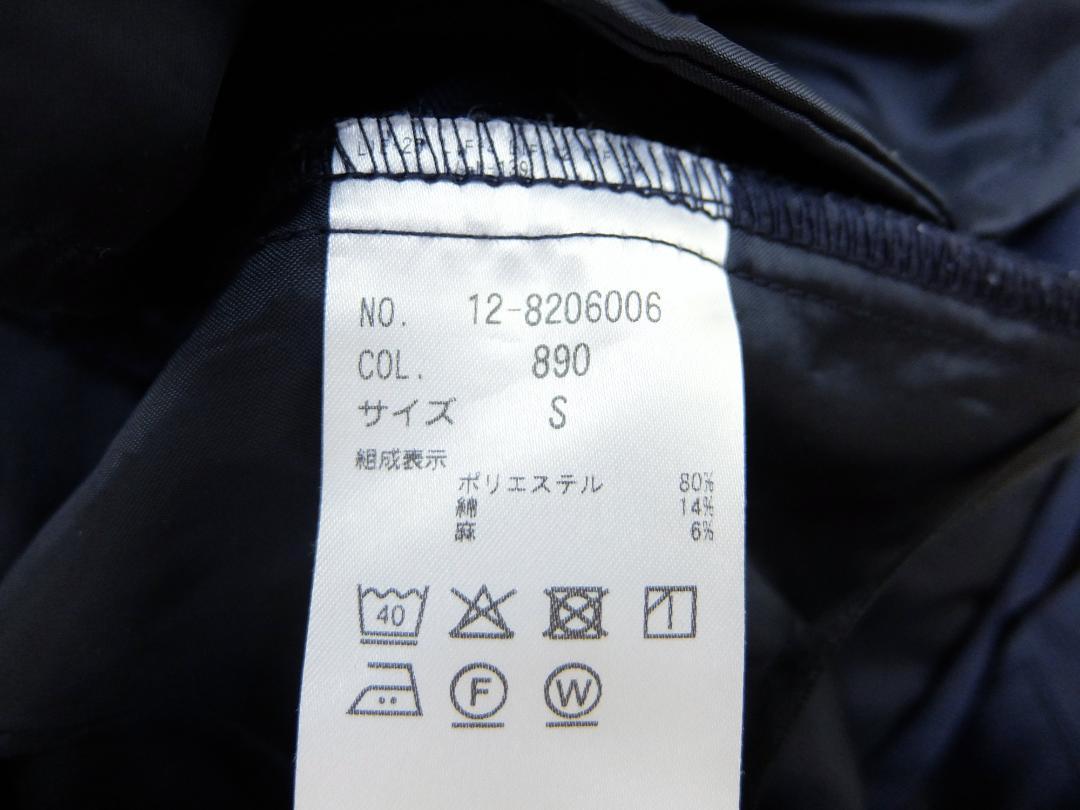 NO. 12-8206006
COL. 890
サイズ S
組成表示
ポリエステル 80%
綿 14%
麻 6%
40
F W